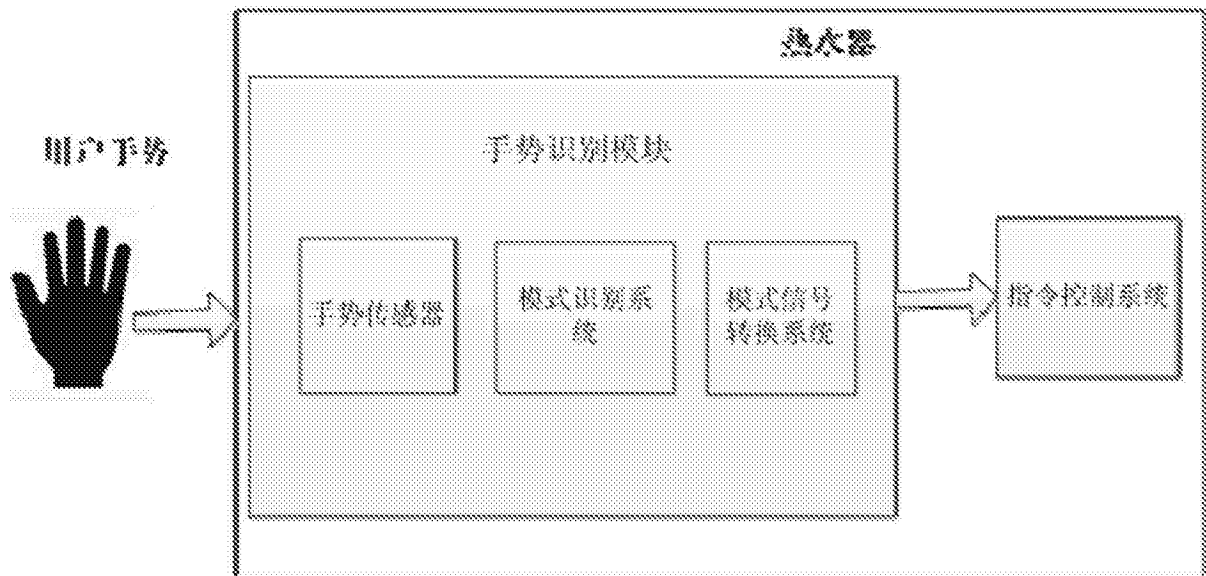 热水器
用户手势
手势识别模块
手势传感器
模式识别系
统
模式信号
转换系统
指令控制系统